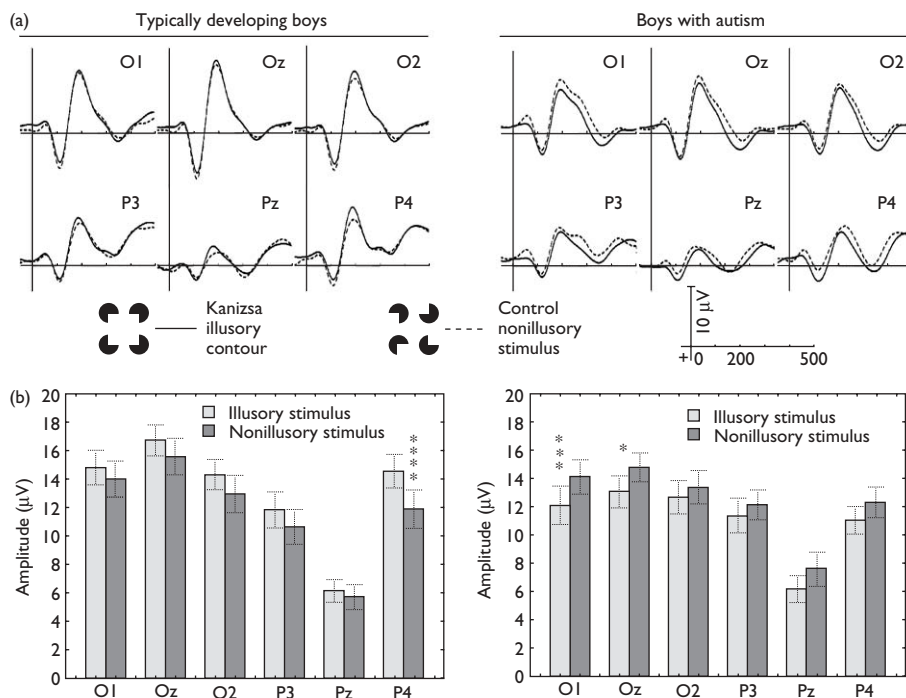 (a) Typically developing boys Boys with autism
O1 Oz O2 O1 Oz O2
P3 Pz P4 P3 Pz P4
Kanizsa
illusory
contour
Control
nonillusory
stimulus
10 μV
+ 0 200 500
(b)
20
18
16
14
12
10
8
6
4
2
0
Amplitude (μV)
Illusory stimulus
Nonillusory stimulus
****
O1 Oz O2 P3 Pz P4
20
18
16
14
12
10
8
6
4
2
0
Amplitude (μV)
Illusory stimulus
Nonillusory stimulus
***
*
O1 Oz O2 P3 Pz P4